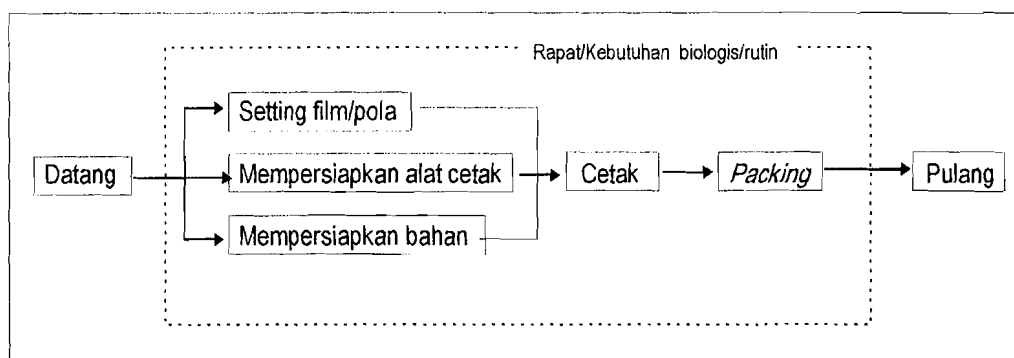 Rapat/Kebutuhan biologis/rutin
Setting film/pola
Datang
Mempersiapkan alat cetak
Cetak
Packing
Pulang
Mempersiapkan bahan